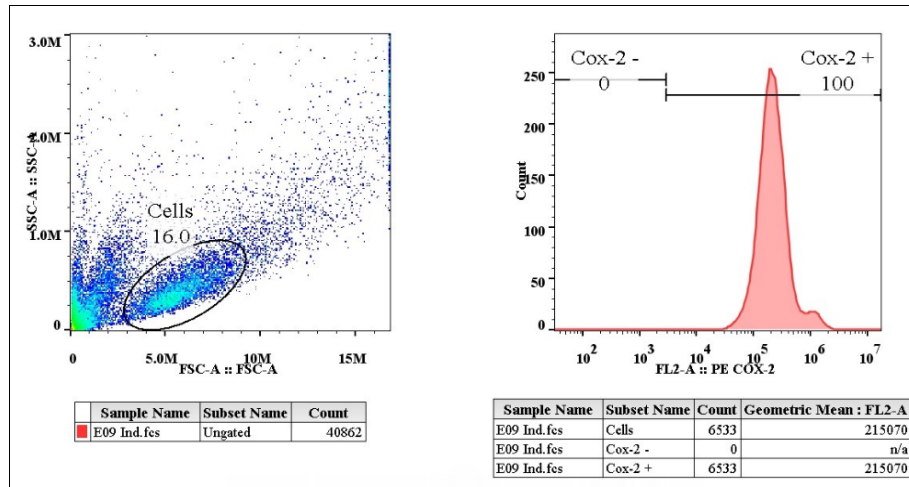 3.0M
2.0M
1.0M
0
SSC-A :: SSC-A
Cells
16.0
0 5.0M 10M 15M
FSC-A :: FSC-A
Sample Name Subset Name Count
E09 Ind.fcs Ungated 40862
250
200
150
100
50
0
Count
Cox-2 -
0
Cox-2 +
100
10^2 10^3 10^4 10^5 10^6 10^7
FL2-A :: PE COX-2
Sample Name Subset Name Count Geometric Mean : FL2-A
E09 Ind.fcs Cells 6533 215070
E09 Ind.fcs Cox-2 - 0 n/a
E09 Ind.fcs Cox-2 + 6533 215070